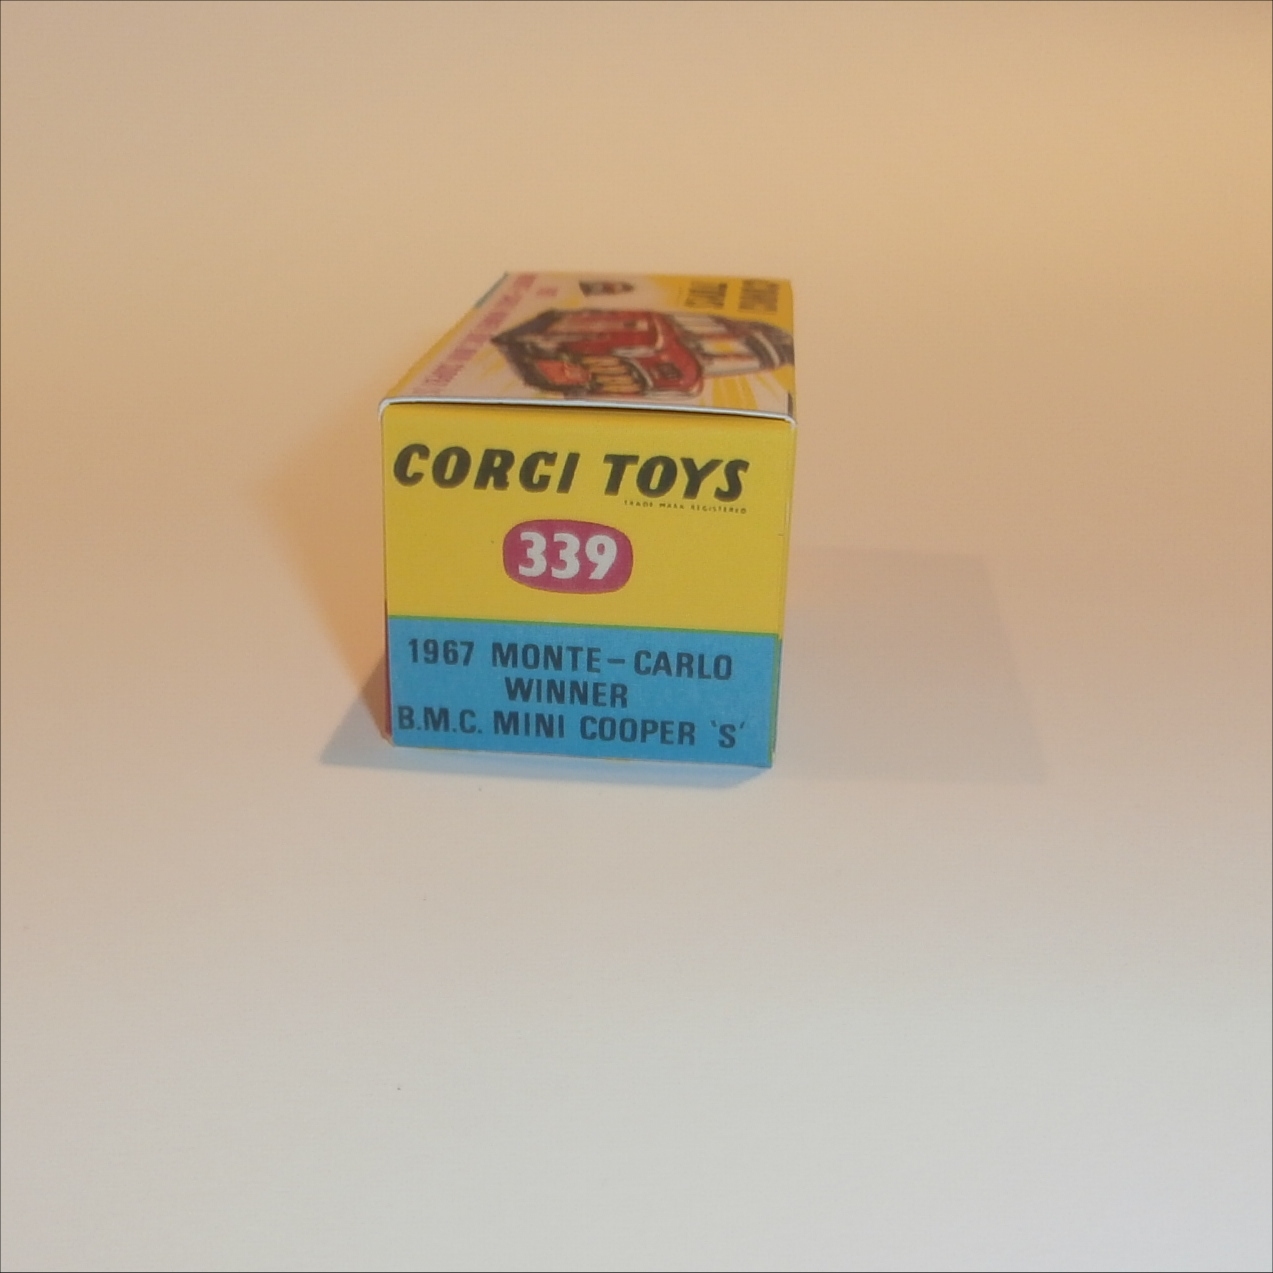 CORGI TOYS
TRADE MARK REGISTERED
339
1967 MONTE-CARLO
WINNER
B.M.C. MINI COOPER 'S'